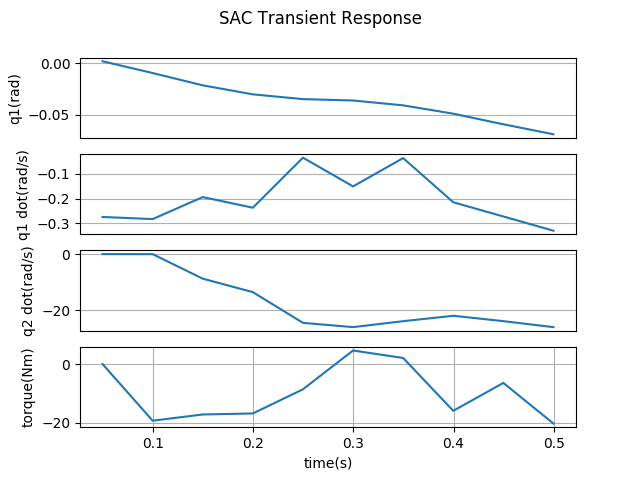 SAC Transient Response
q1(rad)
0.00
−0.05
q1 dot(rad/s)
−0.1
−0.2
−0.3
q2 dot(rad/s)
0
−20
torque(Nm)
0
−20
0.1 0.2 0.3 0.4 0.5
time(s)